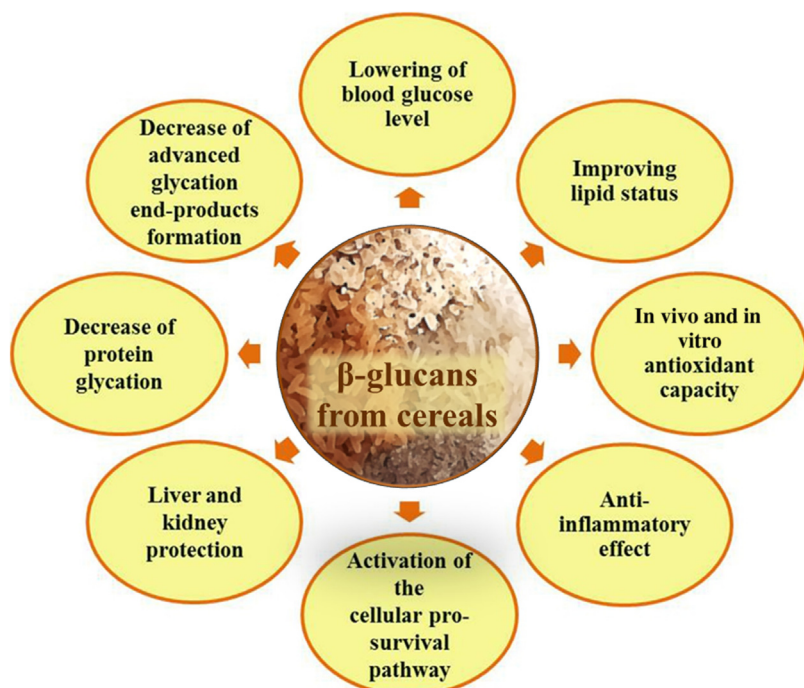 Lowering of
blood glucose
level
Improving
lipid status
In vivo and in
vitro
antioxidant
capacity
Anti-
inflammatory
effect
Activation of
the
cellular pro-
survival
pathway
Liver and
kidney
protection
Decrease of
protein
glycation
Decrease of
advanced
glycation
end-products
formation
β-glucans
from cereals